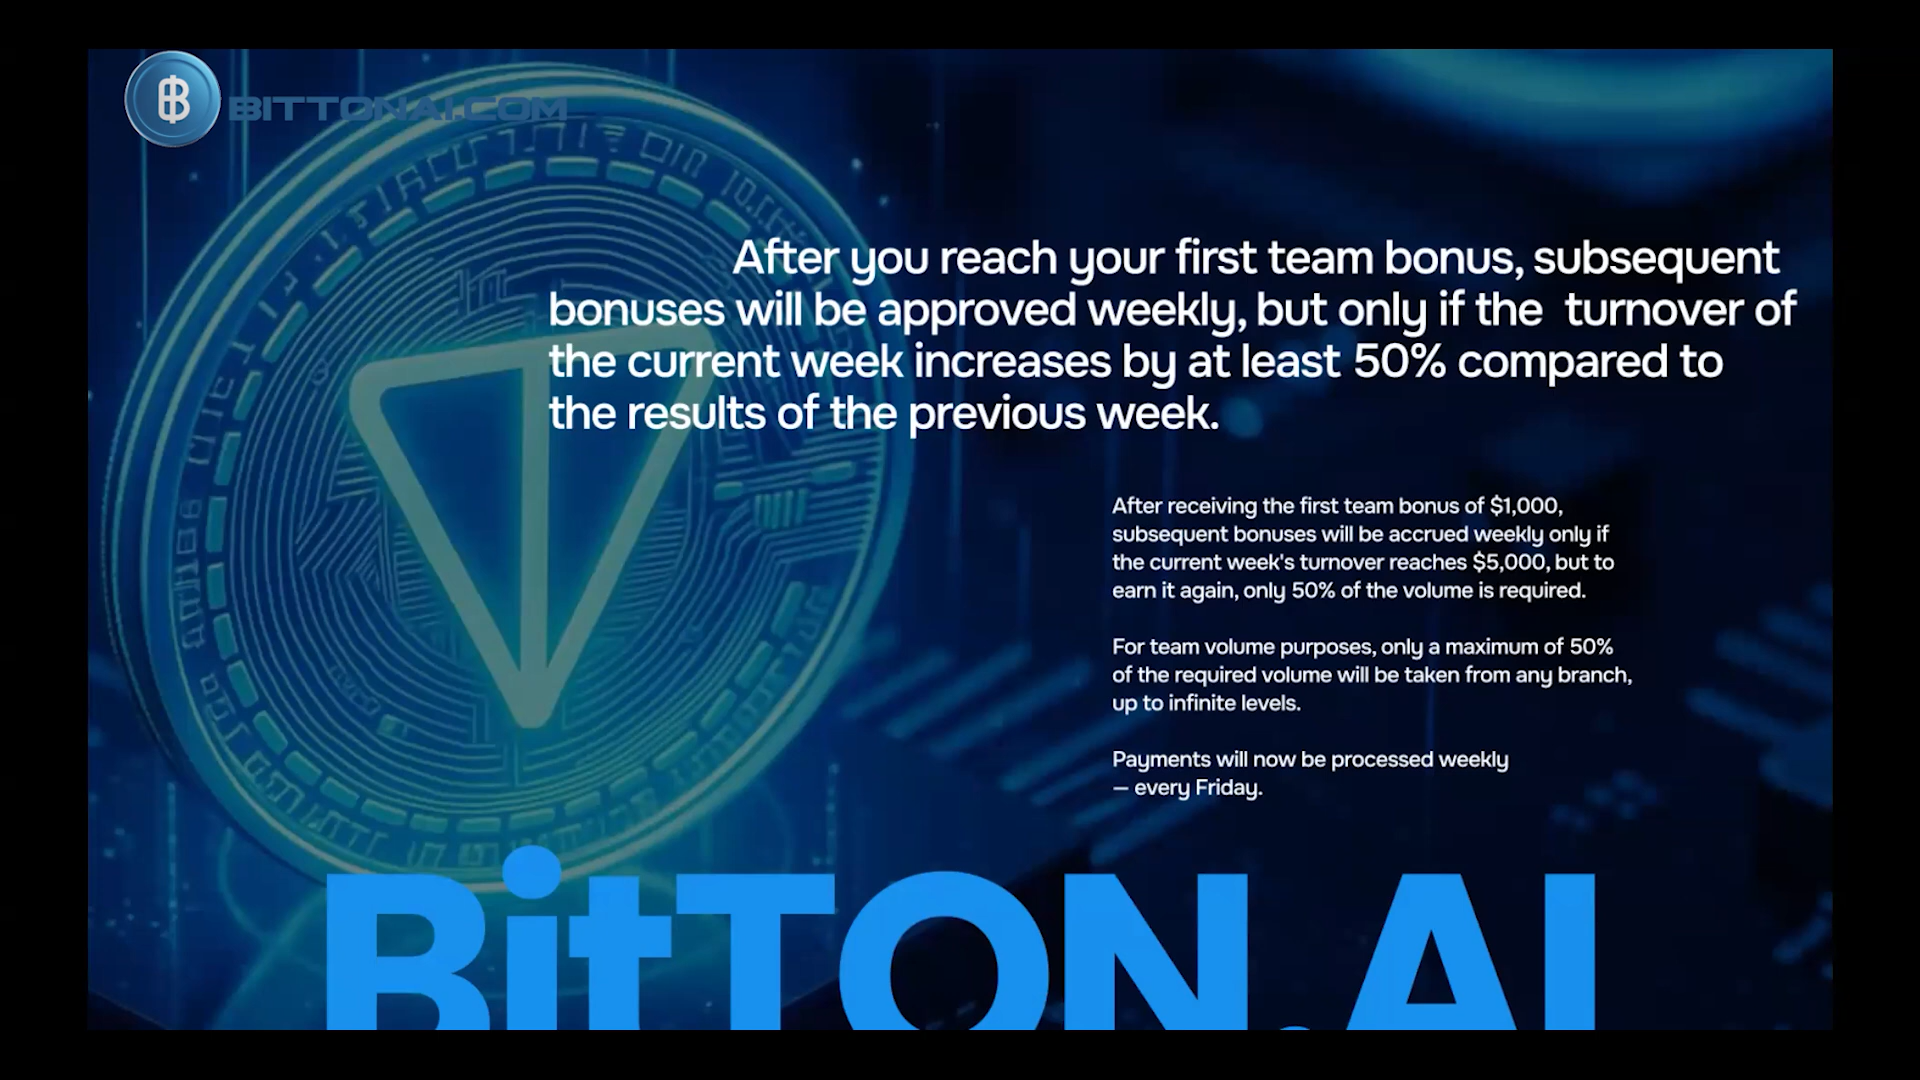 BITTONAI.COM
After you reach your first team bonus, subsequent
bonuses will be approved weekly, but only if the turnover of
the current week increases by at least 50% compared to
the results of the previous week.
After receiving the first team bonus of $1,000,
subsequent bonuses will be accrued weekly only if
the current week's turnover reaches $5,000, but to
earn it again, only 50% of the volume is required.
For team volume purposes, only a maximum of 50%
of the required volume will be taken from any branch,
up to infinite levels.
Payments will now be processed weekly
— every Friday.
BitTON.AI